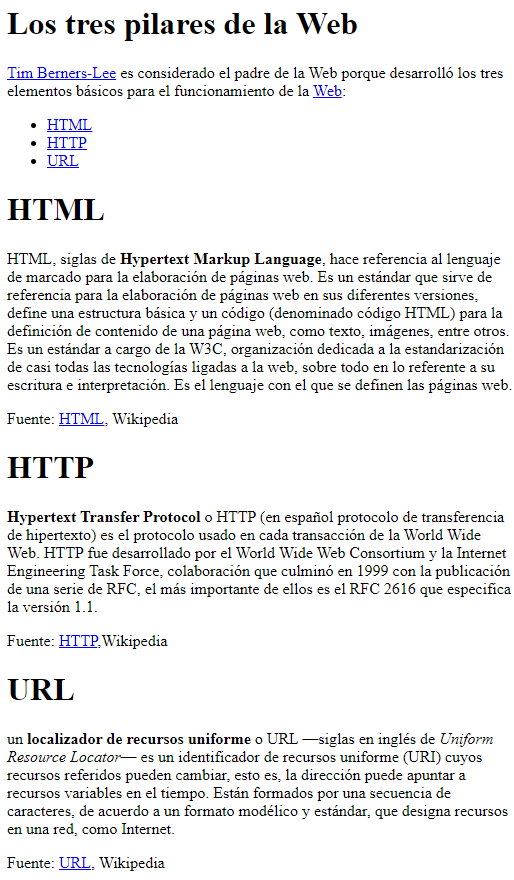 Los tres pilares de la Web
Tim Berners-Lee es considerado el padre de la Web porque desarrolló los tres
elementos básicos para el funcionamiento de la Web:
• HTML
• HTTP
• URL
HTML
HTML, siglas de Hypertext Markup Language, hace referencia al lenguaje
de marcado para la elaboración de páginas web. Es un estándar que sirve de
referencia para la elaboración de páginas web en sus diferentes versiones,
define una estructura básica y un código (denominado código HTML) para la
definición de contenido de una página web, como texto, imágenes, entre otros.
Es un estándar a cargo de la W3C, organización dedicada a la estandarización
de casi todas las tecnologías ligadas a la web, sobre todo en lo referente a su
escritura e interpretación. Es el lenguaje con el que se definen las páginas web.
Fuente: HTML, Wikipedia
HTTP
Hypertext Transfer Protocol o HTTP (en español protocolo de transferencia
de hipertexto) es el protocolo usado en cada transacción de la World Wide
Web. HTTP fue desarrollado por el World Wide Web Consortium y la Internet
Engineering Task Force, colaboración que culminó en 1999 con la publicación
de una serie de RFC, el más importante de ellos es el RFC 2616 que especifica
la versión 1.1.
Fuente: HTTP,Wikipedia
URL
un localizador de recursos uniforme o URL —siglas en inglés de Uniform
Resource Locator— es un identificador de recursos uniforme (URI) cuyos
recursos referidos pueden cambiar, esto es, la dirección puede apuntar a
recursos variables en el tiempo. Están formados por una secuencia de
caracteres, de acuerdo a un formato modélico y estándar, que designa recursos
en una red, como Internet.
Fuente: URL, Wikipedia